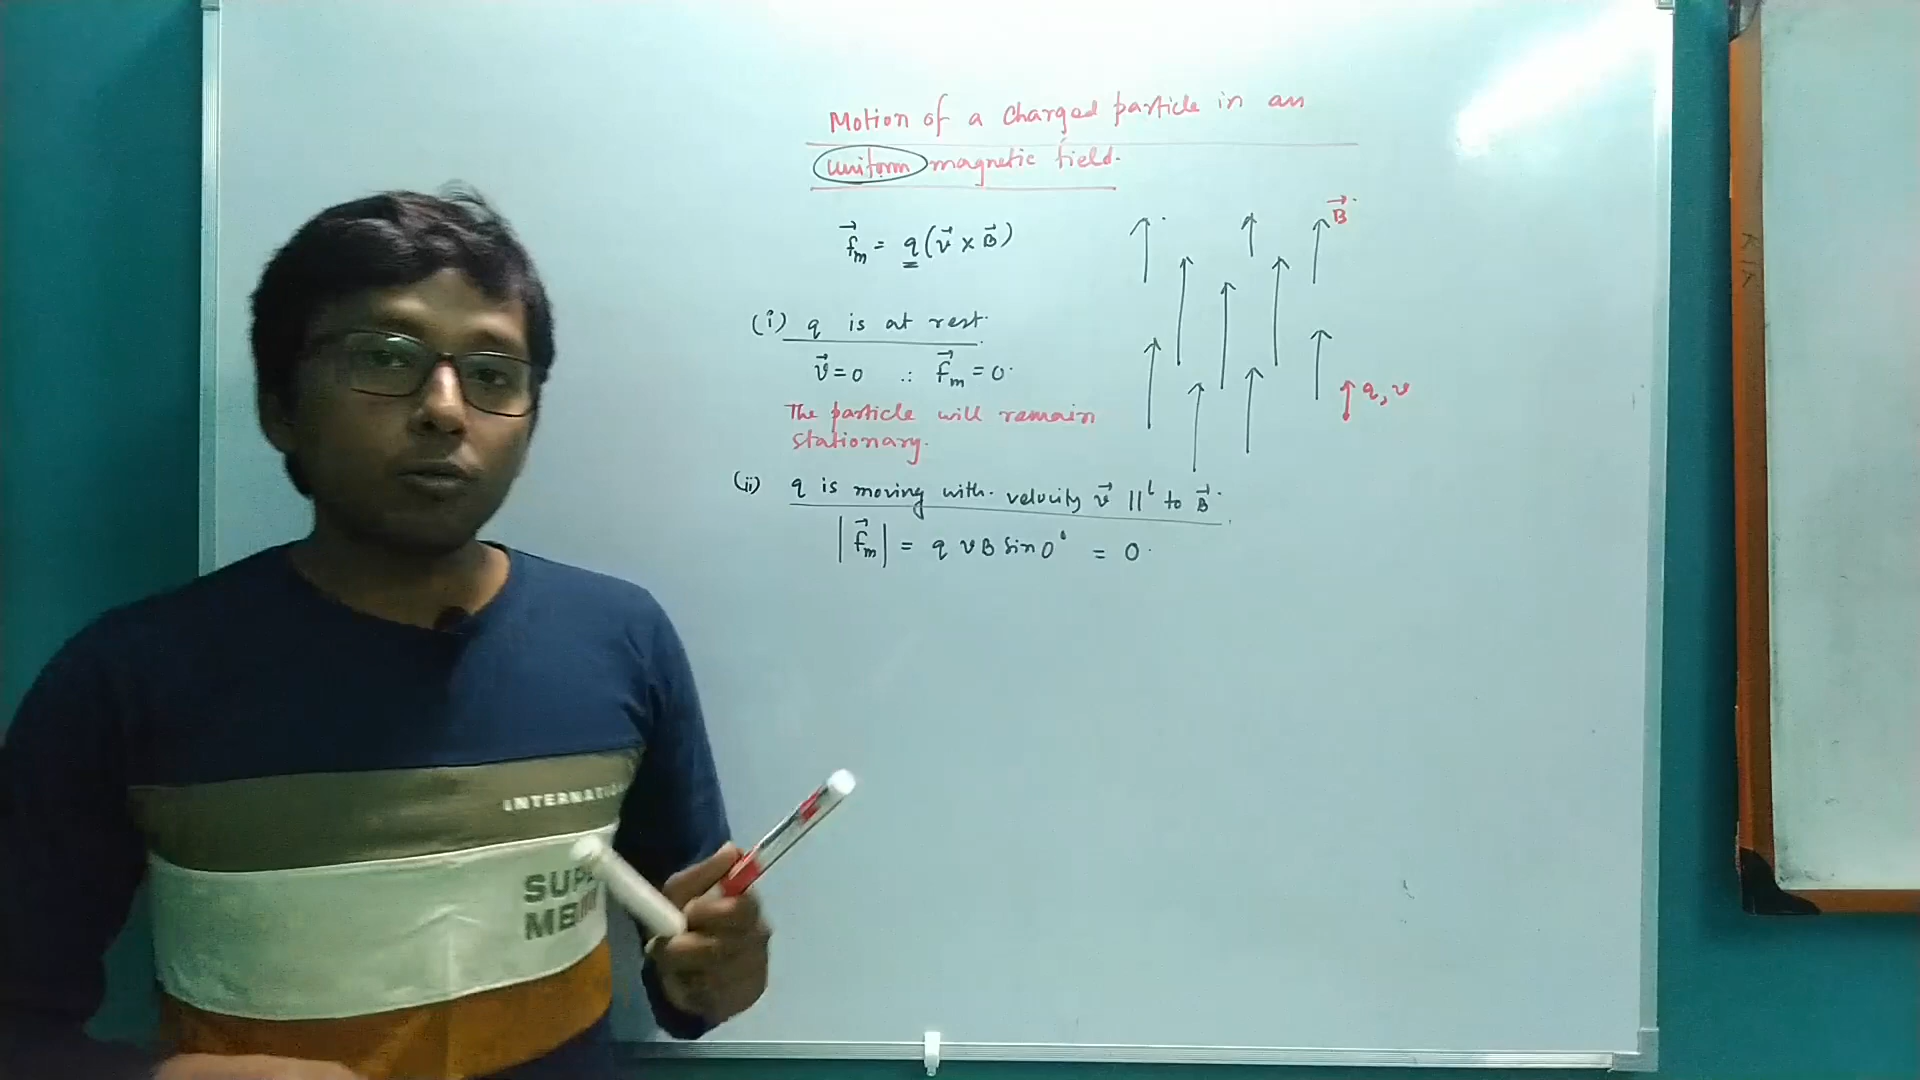 Motion of a charged particle in an
uniform magnetic field.
f⃗m = q(v⃗ × B⃗)
B⃗
(i) q is at rest.
v⃗ = 0 ∴ f⃗m = 0.
q, v
The particle will remain
stationary.
(ii) q is moving with velocity v⃗ ||l to B⃗.
|f⃗m| = q v B sin 0° = 0.
INTERNATIO
SUP
ME